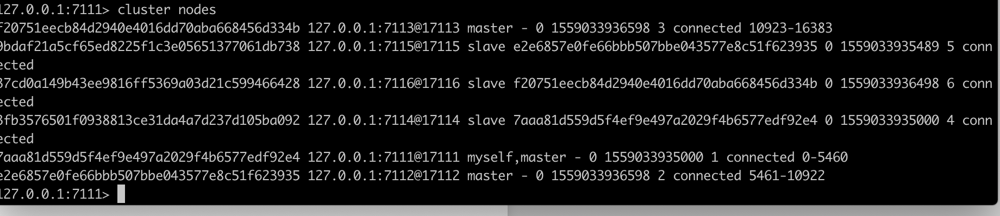 127.0.0.1:7111> cluster nodes
f20751eecb84d2940e4016dd70aba668456d334b 127.0.0.1:7113@17113 master - 0 1559033936598 3 connected 10923-16383
9bdaf21a5cf65ed8225f1c3e05651377061db738 127.0.0.1:7115@17115 slave e2e6857e0fe66bbb507bbe043577e8c51f623935 0 1559033935489 5 conn
ected
37cd0a149b43ee9816ff5369a03d21c599466428 127.0.0.1:7116@17116 slave f20751eecb84d2940e4016dd70aba668456d334b 0 1559033936498 6 conn
ected
3fb3576501f0938813ce31da4a7d237d105ba092 127.0.0.1:7114@17114 slave 7aaa81d559d5f4ef9e497a2029f4b6577edf92e4 0 1559033935000 4 conn
ected
7aaa81d559d5f4ef9e497a2029f4b6577edf92e4 127.0.0.1:7111@17111 myself,master - 0 1559033935000 1 connected 0-5460
e2e6857e0fe66bbb507bbe043577e8c51f623935 127.0.0.1:7112@17112 master - 0 1559033936598 2 connected 5461-10922
127.0.0.1:7111>